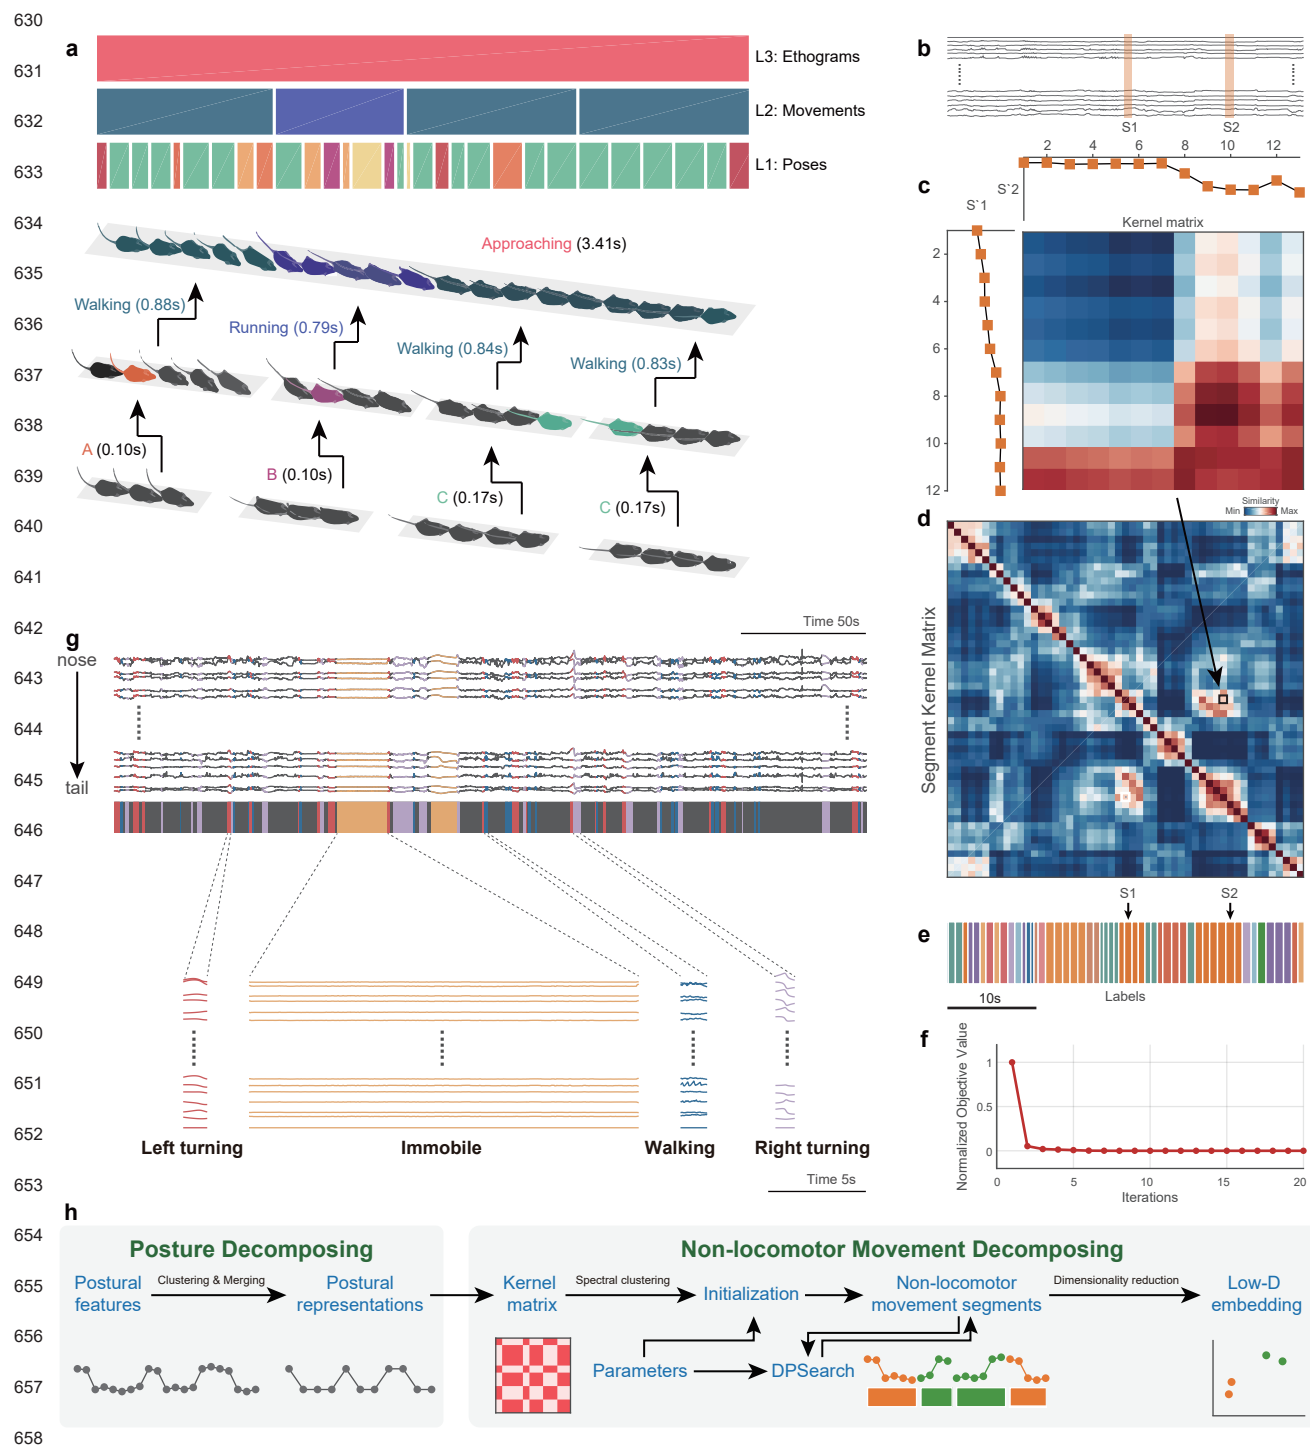 630
631
632
633
634
635
636
637
638
639
640
641
642
643
644
645
646
647
648
649
650
651
652
653
654
655
656
657
658
a
L3: Ethograms
L2: Movements
L1: Poses
Approaching (3.41s)
Walking (0.88s)
Running (0.79s)
Walking (0.84s)
Walking (0.83s)
A (0.10s)
B (0.10s)
C (0.17s)
C (0.17s)
b
S1
S2
c
2 4 6 8 10 12
S`2
S`1
Kernel matrix
2
4
6
8
10
12
d
Similarity
Min Max
Segment Kernel Matrix
S1
S2
e
10s
Labels
f
Normalized Objective Value
1
0.5
0
0 5 10 15 20
Iterations
g
Time 50s
nose
tail
Left turning
Immobile
Walking
Right turning
Time 5s
h
Posture Decomposing
Postural
features
Clustering & Merging
Postural
representations
Non-locomotor Movement Decomposing
Kernel
matrix
Spectral clustering
Initialization
Non-locomotor
movement segments
Dimensionality reduction
Low-D
embedding
Parameters
DPSearch